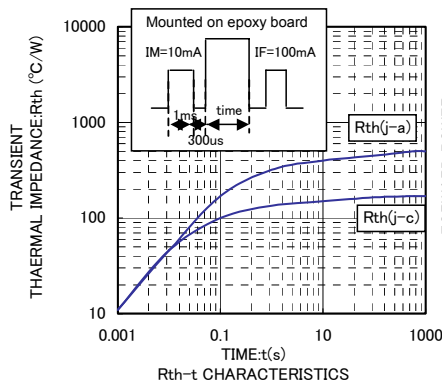 Mounted on epoxy board
IM=10mA
IF=100mA
1ms
time
300us
TRANSIENT
THAERMAL IMPEDANCE:Rth (℃/W)
10000
1000
100
10
Rth(j-a)
Rth(j-c)
0.001
0.1
10
1000
TIME:t(s)
Rth-t CHARACTERISTICS